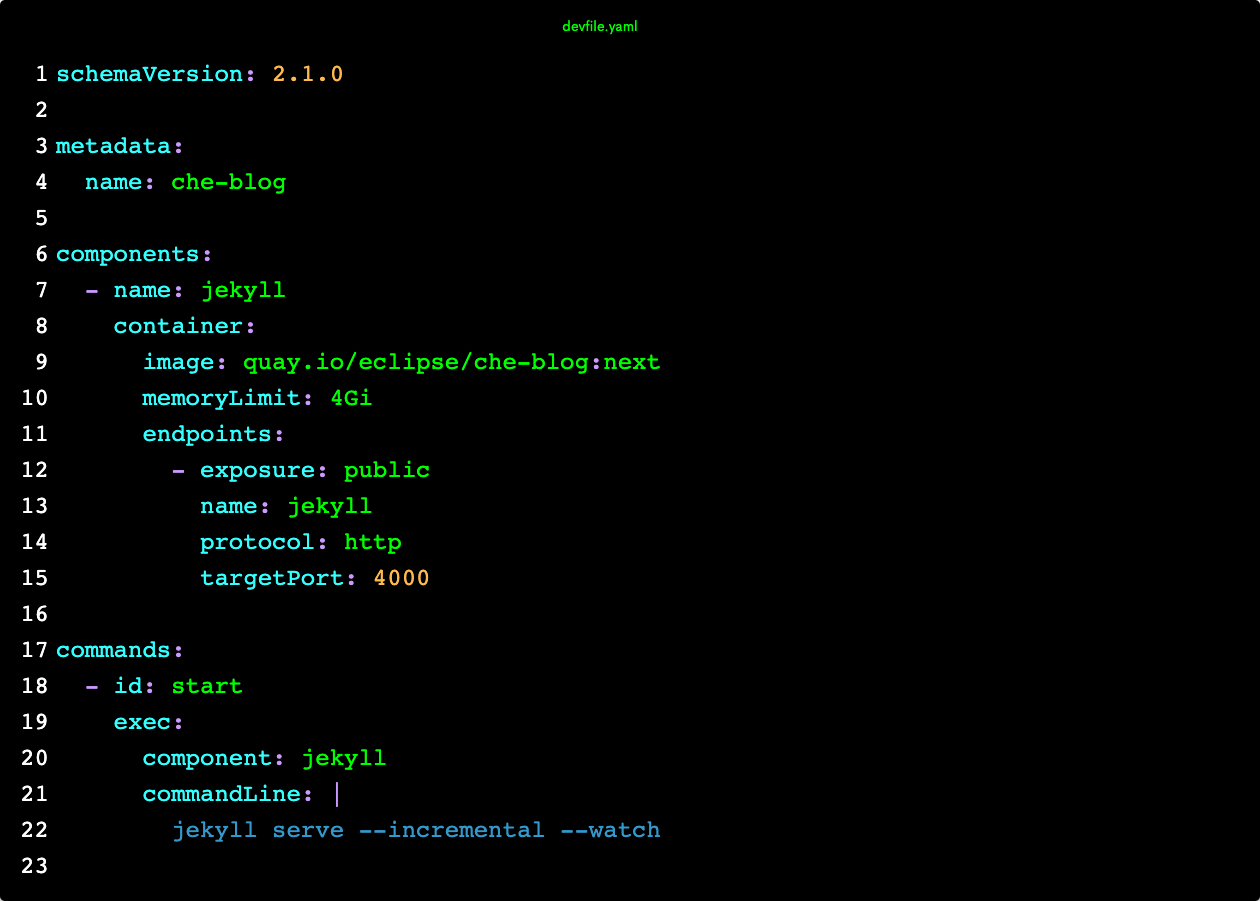 devfile.yaml
1 schemaVersion: 2.1.0
2
3 metadata:
4   name: che-blog
5
6 components:
7   - name: jekyll
8     container:
9       image: quay.io/eclipse/che-blog:next
10       memoryLimit: 4Gi
11       endpoints:
12         - exposure: public
13           name: jekyll
14           protocol: http
15           targetPort: 4000
16
17 commands:
18   - id: start
19     exec:
20       component: jekyll
21       commandLine: |
22         jekyll serve --incremental --watch
23